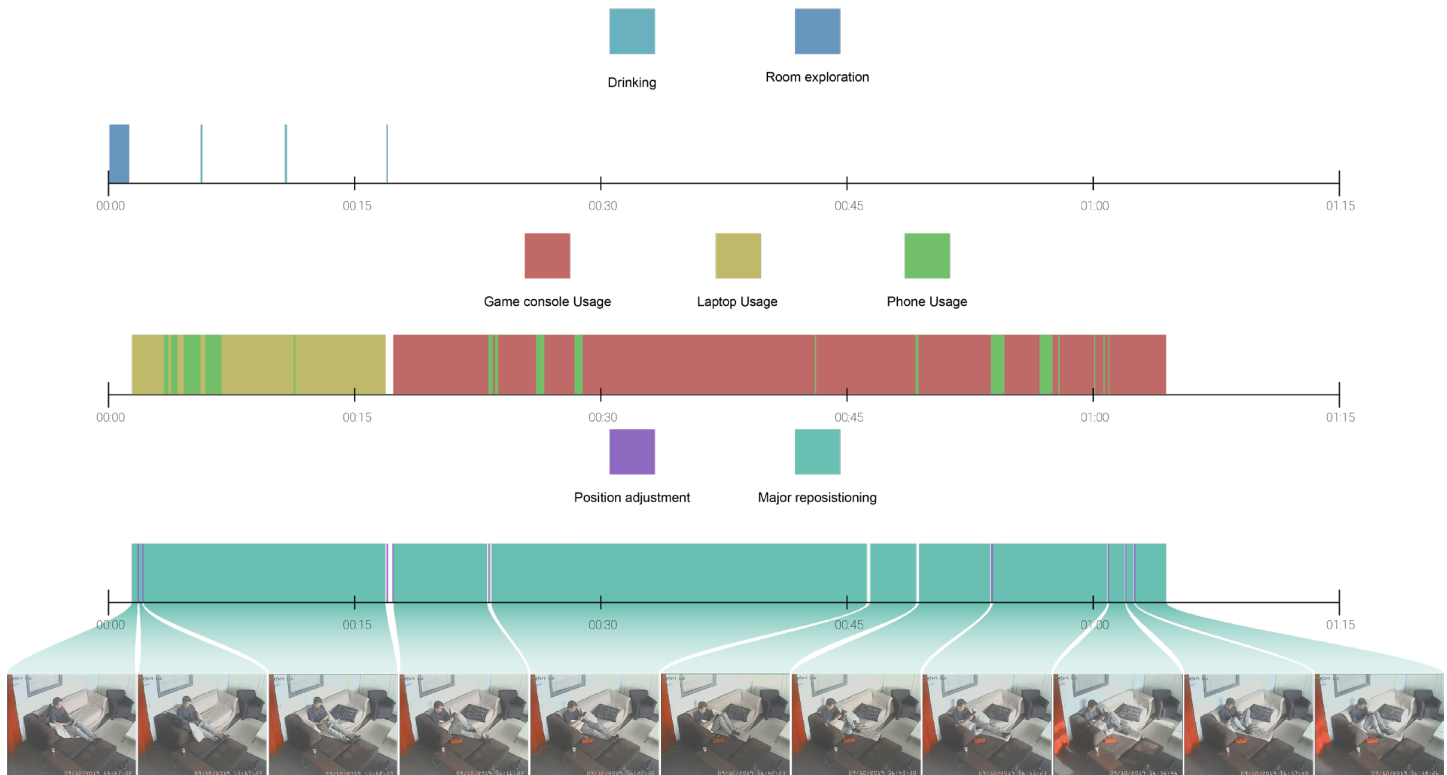 Drinking
Room exploration
00:00 00:15 00:30 00:45 01:00 01:15
Game console Usage Laptop Usage Phone Usage
00:00 00:15 00:30 00:45 01:00 01:15
Position adjustment Major reposistioning
00:00 00:15 00:30 00:45 01:00 01:15